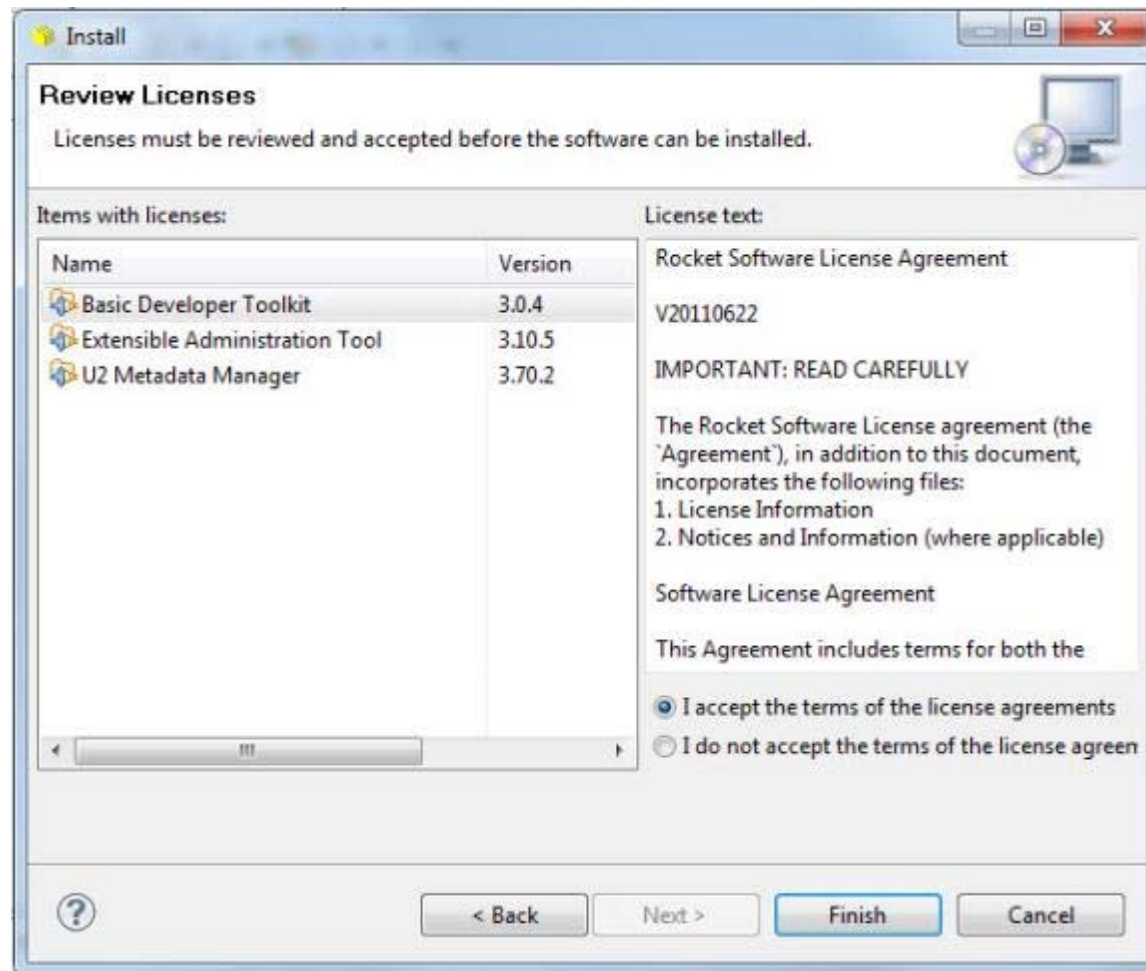 Install
Review Licenses
Licenses must be reviewed and accepted before the software can be installed.
Items with licenses:
Name Version
Basic Developer Toolkit 3.0.4
Extensible Administration Tool 3.10.5
U2 Metadata Manager 3.70.2
License text:
Rocket Software License Agreement
V20110622
IMPORTANT: READ CAREFULLY
The Rocket Software License agreement (the
`Agreement`), in addition to this document,
incorporates the following files:
1. License Information
2. Notices and Information (where applicable)
Software License Agreement
This Agreement includes terms for both the
I accept the terms of the license agreements
I do not accept the terms of the license agreem
< Back Next > Finish Cancel